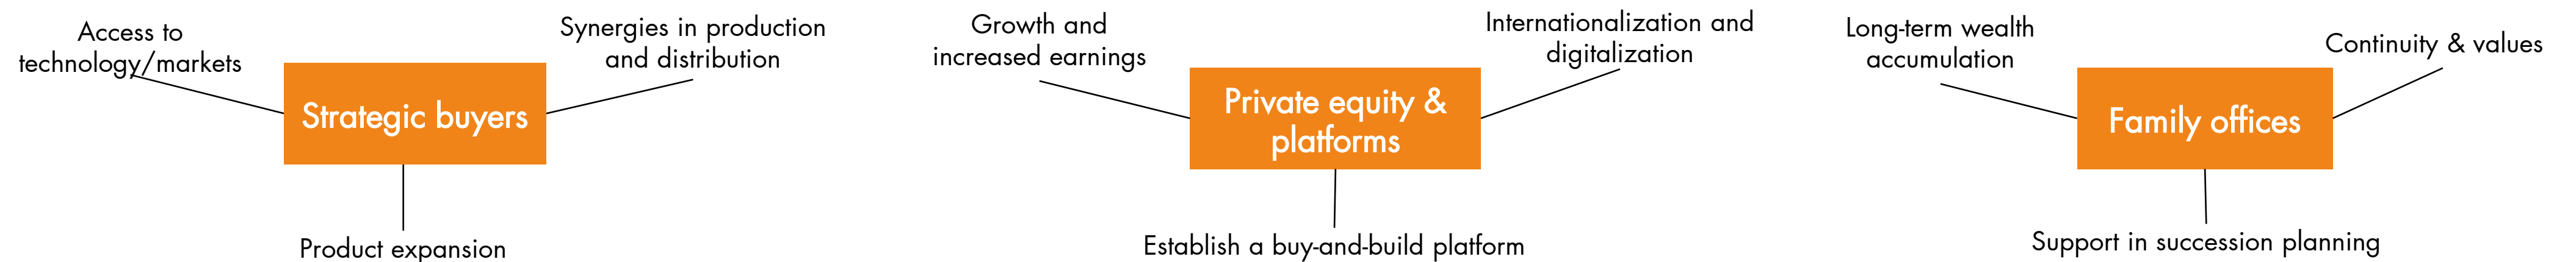 Access to
technology/markets
Synergies in production
and distribution
Strategic buyers
Product expansion
Growth and
increased earnings
Internationalization and
digitalization
Private equity &
platforms
Establish a buy-and-build platform
Long-term wealth
accumulation
Continuity & values
Family offices
Support in succession planning